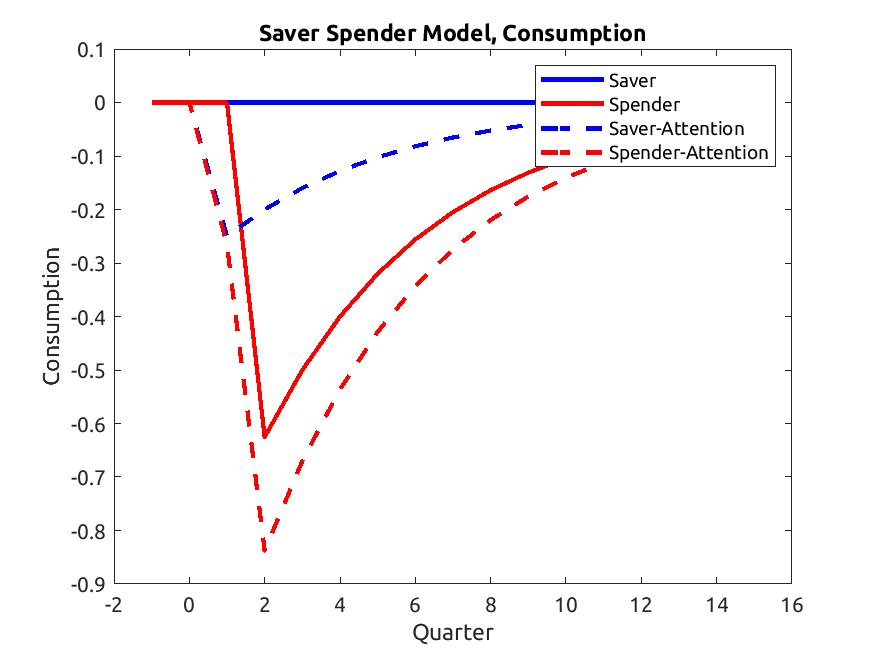 Saver Spender Model, Consumption
0.1
0
-0.1
-0.2
-0.3
-0.4
-0.5
-0.6
-0.7
-0.8
-0.9
Consumption
Saver
Spender
Saver-Attention
Spender-Attention
-2 0 2 4 6 8 10 12 14 16
Quarter